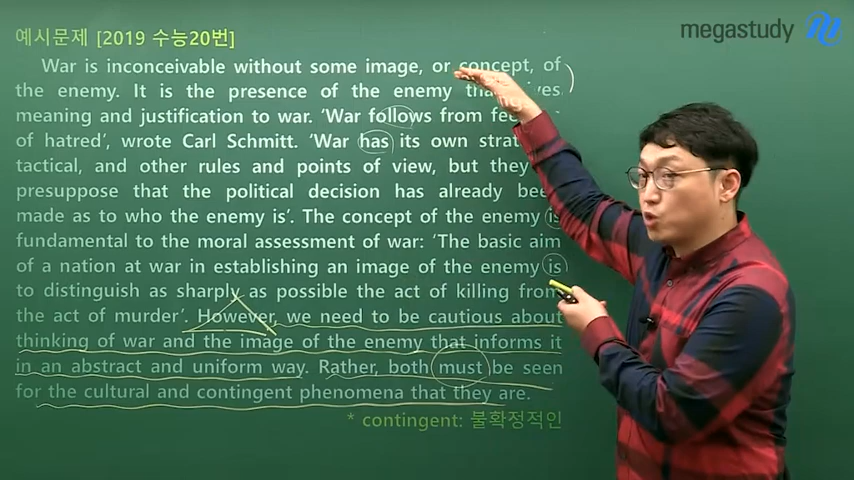 megastudy
예시문제 [2019 수능20번]
War is inconceivable without some image, or concept, of
the enemy. It is the presence of the enemy that
meaning and justification to war. 'War follows from
of hatred', wrote Carl Schmitt. 'War has its own
tactical, and other rules and points of view, but they
presuppose that the political decision has already
made as to who the enemy is'. The concept of the enemy is
fundamental to the moral assessment of war: 'The basic aim
of a nation at war in establishing an image of the enemy is
to distinguish as sharply as possible the act of killing from
the act of murder'. However, we need to be cautious about
thinking of war and the image of the enemy that informs it
in an abstract and uniform way. Rather, both must be seen
for the cultural and contingent phenomena that they are.
* contingent: 불확정적인